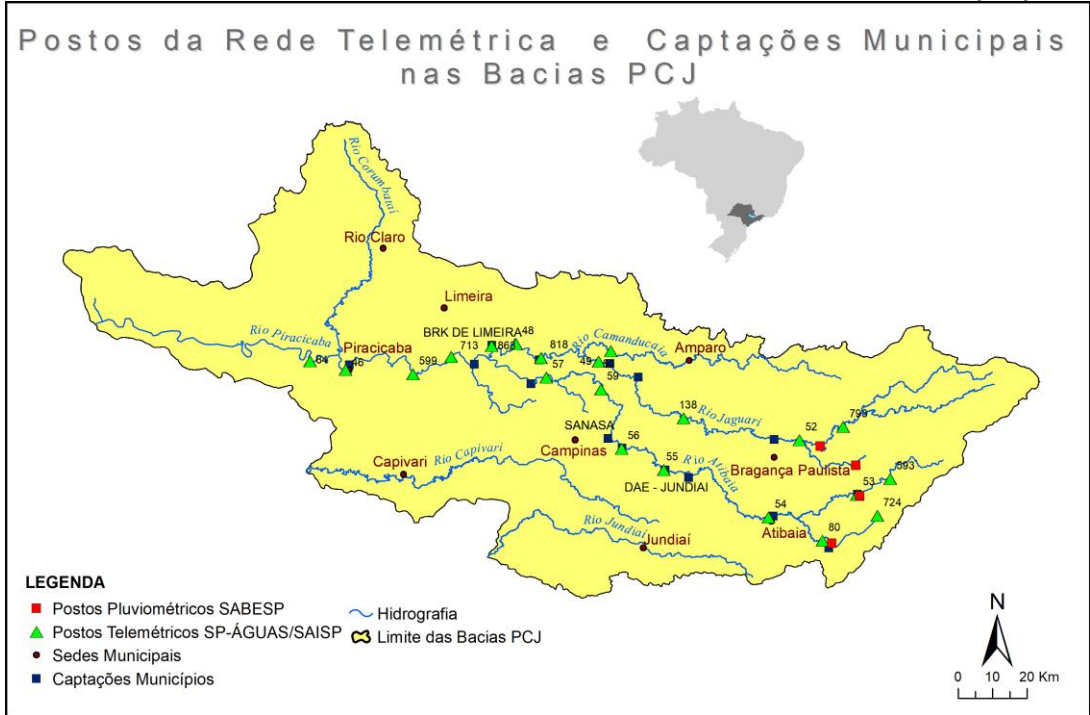 Postos da Rede Telemétrica e Captações Municipais
nas Bacias PCJ
Rio Corumbataí
Rio Claro
Limeira
BRK DE LIMEIRA
48
Rio Piracicaba
Piracicaba
713
866
818
Rio Camanducaia
Amparo
84
46
599
57
49
59
138
Rio Jaguari
52
799
SANASA
Campinas
56
Capivari
Rio Capivari
55
Rio Atibaia
Bragança Paulista
593
53
DAE - JUNDIAI
724
54
Atibaia
80
Rio Jundiaí
Jundiaí
LEGENDA
Postos Pluviométricos SABESP
Postos Telemétricos SP-ÁGUAS/SAISP
Sedes Municipais
Captações Municípios
Hidrografia
Limite das Bacias PCJ
N
0 10 20 Km